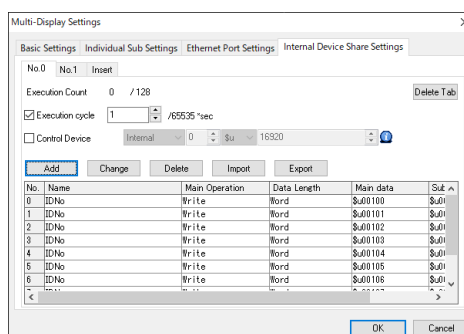 Multi-Display Settings
Basic Settings Individual Sub Settings Ethernet Port Settings Internal Device Share Settings
No.0 No.1 Insert
Execution Count 0 /128 Delete Tab
Execution cycle 1 /65535 *sec
Control Device Internal 0 $u 16920
Add Change Delete Import Export
No. Name Main Operation Data Length Main data
0 IDNo Write Word $u00100
1 IDNo Write Word $u00101
2 IDNo Write Word $u00102
3 IDNo Write Word $u00103
4 IDNo Write Word $u00104
5 IDNo Write Word $u00105
6 IDNo Write Word $u00106
OK Cancel